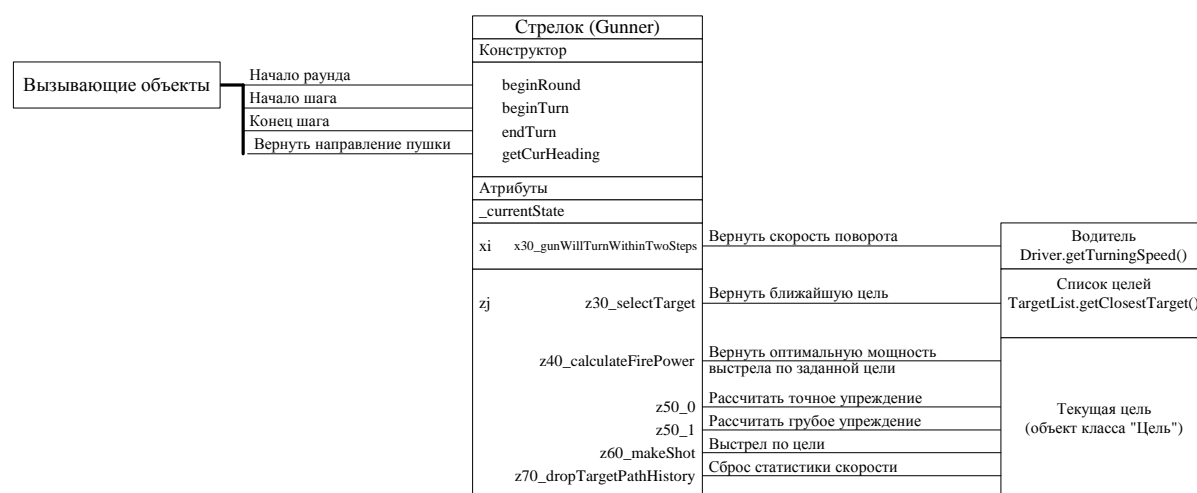 Стрелок (Gunner)
Конструктор
Вызывающие объекты
Начало раунда
Начало шага
Конец шага
Вернуть направление пушки
beginRound
beginTurn
endTurn
getCurHeading
Атрибуты
_currentState
xi x30_gunWillTurnWithinTwoSteps
Вернуть скорость поворота
Водитель
Driver.getTurningSpeed()
zj z30_selectTarget
Вернуть ближайшую цель
Список целей
TargetList.getClosestTarget()
z40_calculateFirePower
Вернуть оптимальную мощность
выстрела по заданной цели
z50_0
Рассчитать точное упреждение
z50_1
Рассчитать грубое упреждение
z60_makeShot
Выстрел по цели
z70_dropTargetPathHistory
Сброс статистики скорости
Текущая цель
(объект класса "Цель")